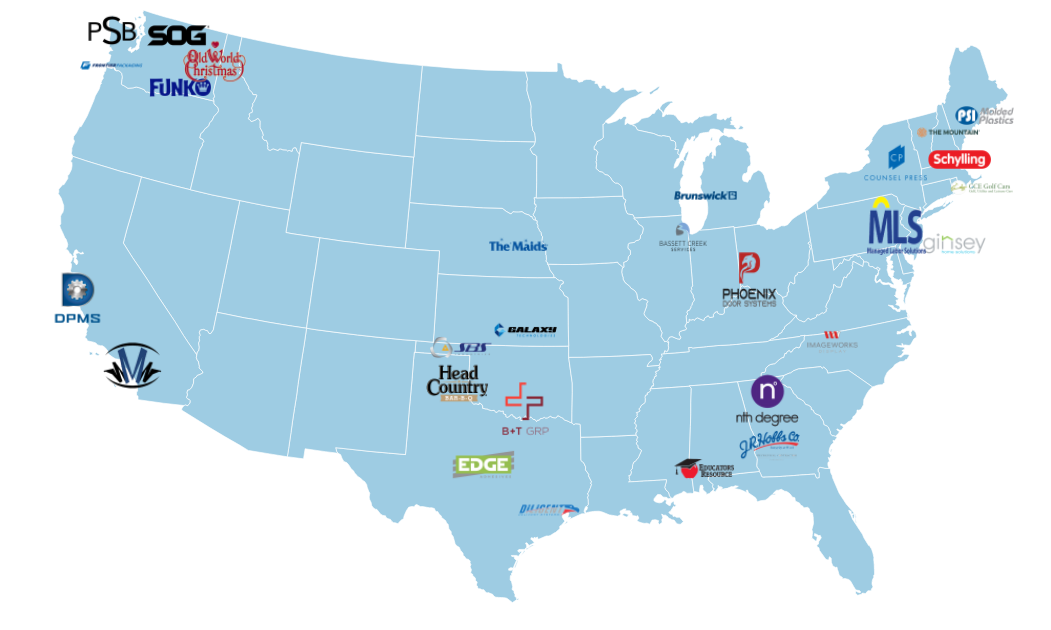 PSB
SOG
FRONTIER PACKAGING
Old World
Christmas
FUNKO
PSI Molded
Plastics
THE MOUNTAIN
CP
COUNSEL PRESS
Schylling
GCE Golf Cars
MLS
Managed Labor Solutions
ginsey
Brunswick
BASSETT CREEK
SERVICES
The Maids
P
PHOENIX
DOOR SYSTEMS
D
DPMS
GALAXY
TECHNOLOGIES
SBS
IMAGEWORKS
Head
Country
BAR-B-Q
n°
nth degree
B+T GRP
J.R. Hobbs Co.
EDGE
EDUCATORS
RESOURCE
DILIGENT